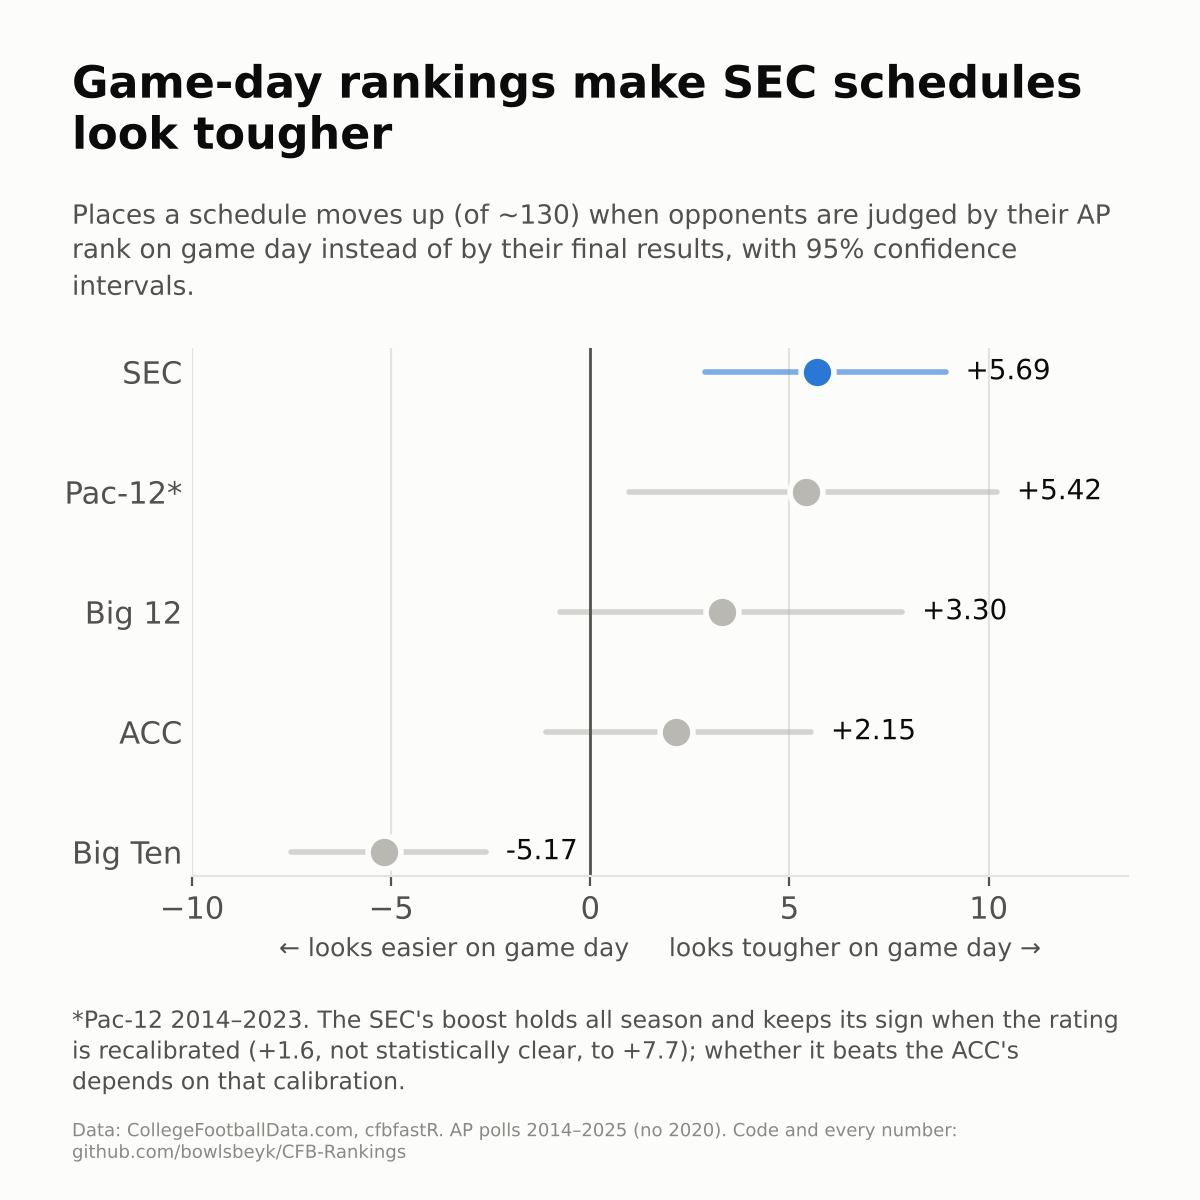 Game-day rankings make SEC schedules
look tougher
Places a schedule moves up (of ~130) when opponents are judged by their AP
rank on game day instead of by their final results, with 95% confidence
intervals.
SEC
+5.69
Pac-12*
+5.42
Big 12
+3.30
ACC
+2.15
Big Ten
-5.17
−10
−5
0
5
10
← looks easier on game day
looks tougher on game day →
*Pac-12 2014–2023. The SEC's boost holds all season and keeps its sign when the rating
is recalibrated (+1.6, not statistically clear, to +7.7); whether it beats the ACC's
depends on that calibration.
Data: CollegeFootballData.com, cfbfastR. AP polls 2014–2025 (no 2020). Code and every number:
github.com/bowlsbeyk/CFB-Rankings